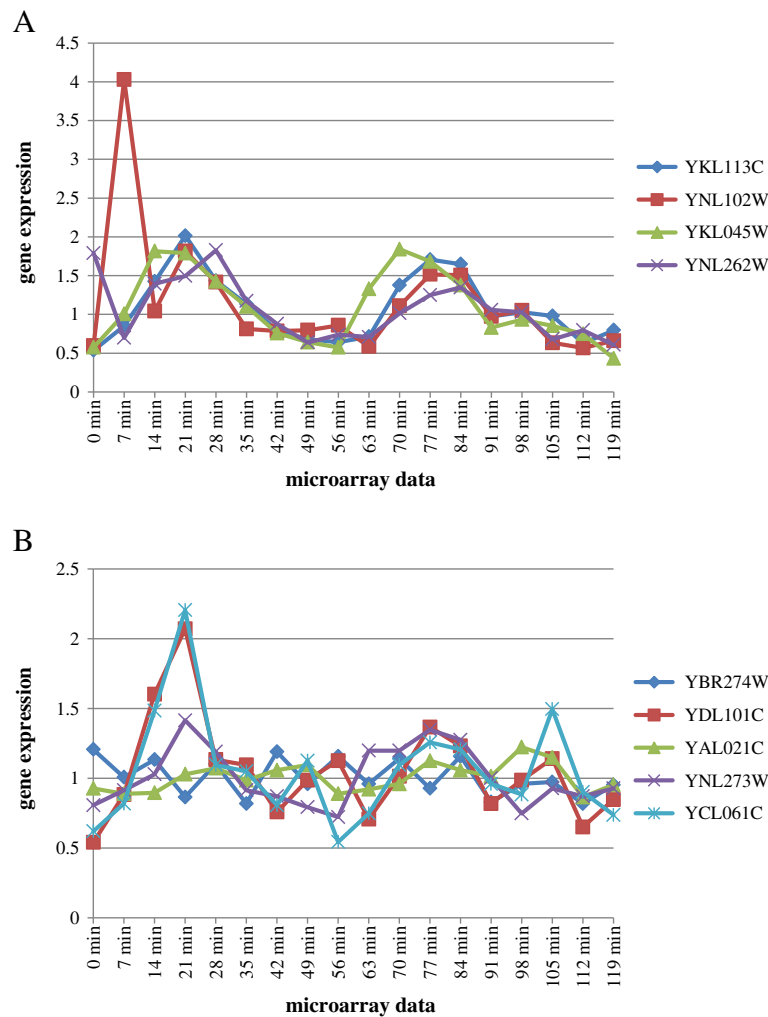 A
4.5
4
3.5
3
2.5
2
1.5
1
0.5
0
gene expression
0 min
7 min
14 min
21 min
28 min
35 min
42 min
49 min
56 min
63 min
70 min
77 min
84 min
91 min
98 min
105 min
112 min
119 min
microarray data
YKL113C
YNL102W
YKL045W
YNL262W
B
2.5
2
1.5
1
0.5
0
gene expression
0 min
7 min
14 min
21 min
28 min
35 min
42 min
49 min
56 min
63 min
70 min
77 min
84 min
91 min
98 min
105 min
112 min
119 min
microarray data
YBR274W
YDL101C
YAL021C
YNL273W
YCL061C